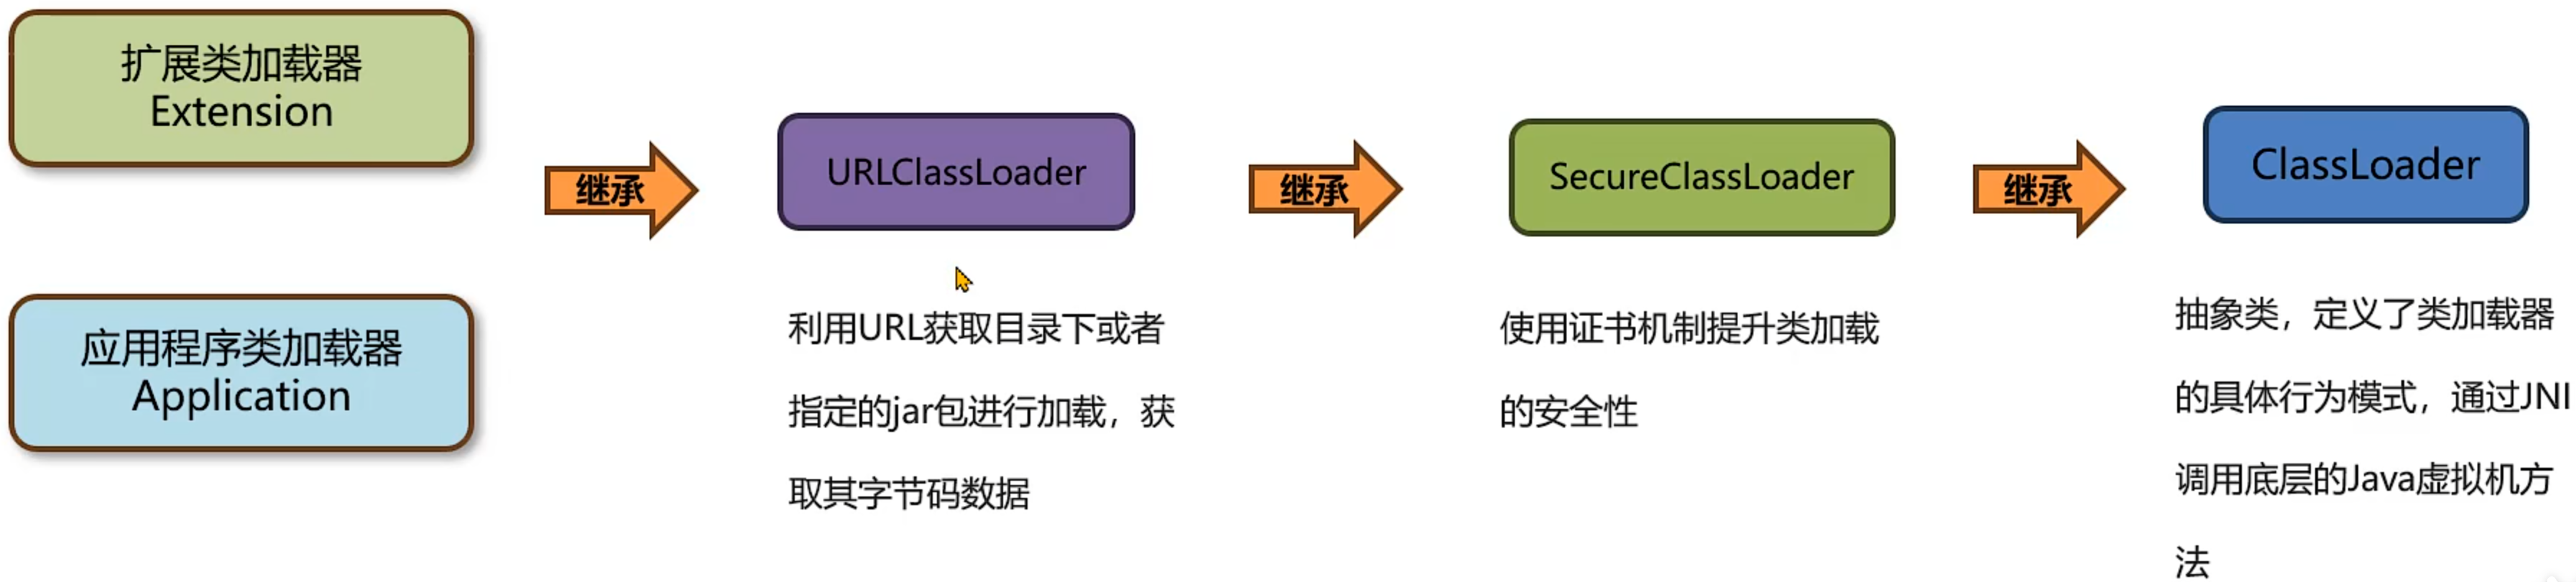 扩展类加载器
Extension
应用程序类加载器
Application
继承
URLClassLoader
利用URL获取目录下或者
指定的jar包进行加载，获
取其字节码数据
继承
SecureClassLoader
使用证书机制提升类加载
的安全性
继承
ClassLoader
抽象类，定义了类加载器
的具体行为模式，通过JNI
调用底层的Java虚拟机方
法